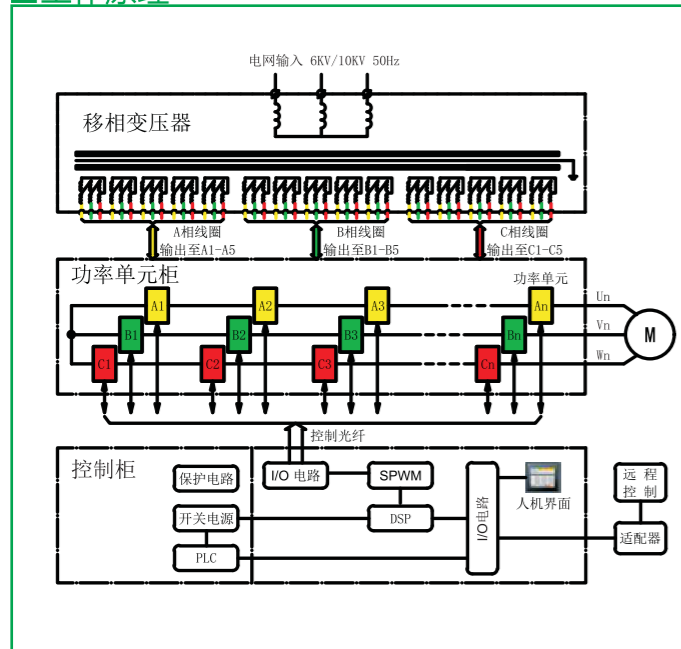 工作原理
电网输入 6KV/10KV 50Hz
移相变压器
A相线圈
输出至A1-A5
B相线圈
输出至B1-B5
C相线圈
输出至C1-C5
功率单元柜
功率单元
A1
A2
A3
An
Un
B1
B2
B3
Bn
Vn
M
C1
C2
C3
Cn
Wn
控制光纤
控制柜
保护电路
I/O 电路
SPWM
I/O电路
人机界面
远 程
控 制
开关电源
DSP
适配器
PLC